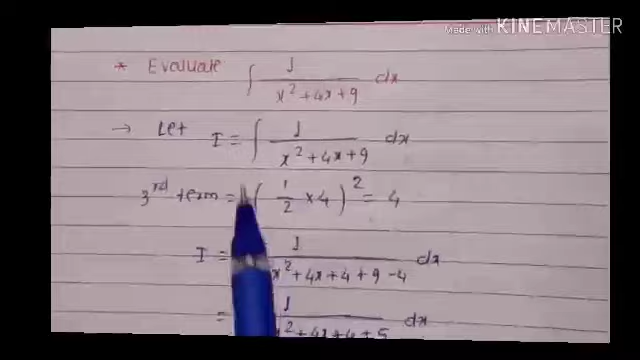 Made with KINEMASTER
* Evaluate ∫ 1/(x² + 4x + 9) dx
→ Let I = ∫ 1/(x² + 4x + 9) dx
3rd term = ( 1/2 × 4 )² = 4
I = 1/(x² + 4x + 4 + 9 - 4) dx
= 1/(x² + 4x + 4 + 5) dx